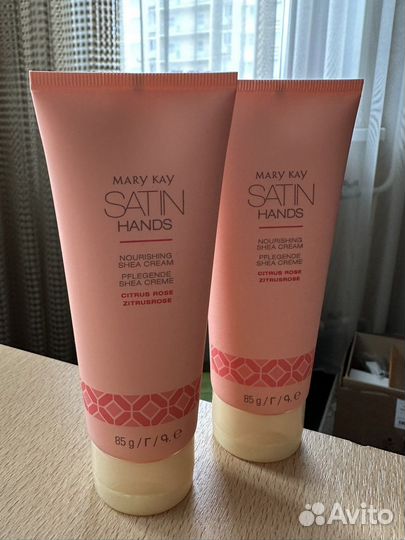 MARY KAY
SATIN
HANDS
NOURISHING
SHEA CREAM
PFLEGENDE
SHEA CREME
CITRUS ROSE
ZITRUSROSE
85 g / г / գ. ℮
MARY KAY
SATIN
HANDS
NOURISHING
SHEA CREAM
PFLEGENDE
SHEA CREME
CITRUS ROSE
ZITRUSROSE
85 g / г / գ. ℮
Avito